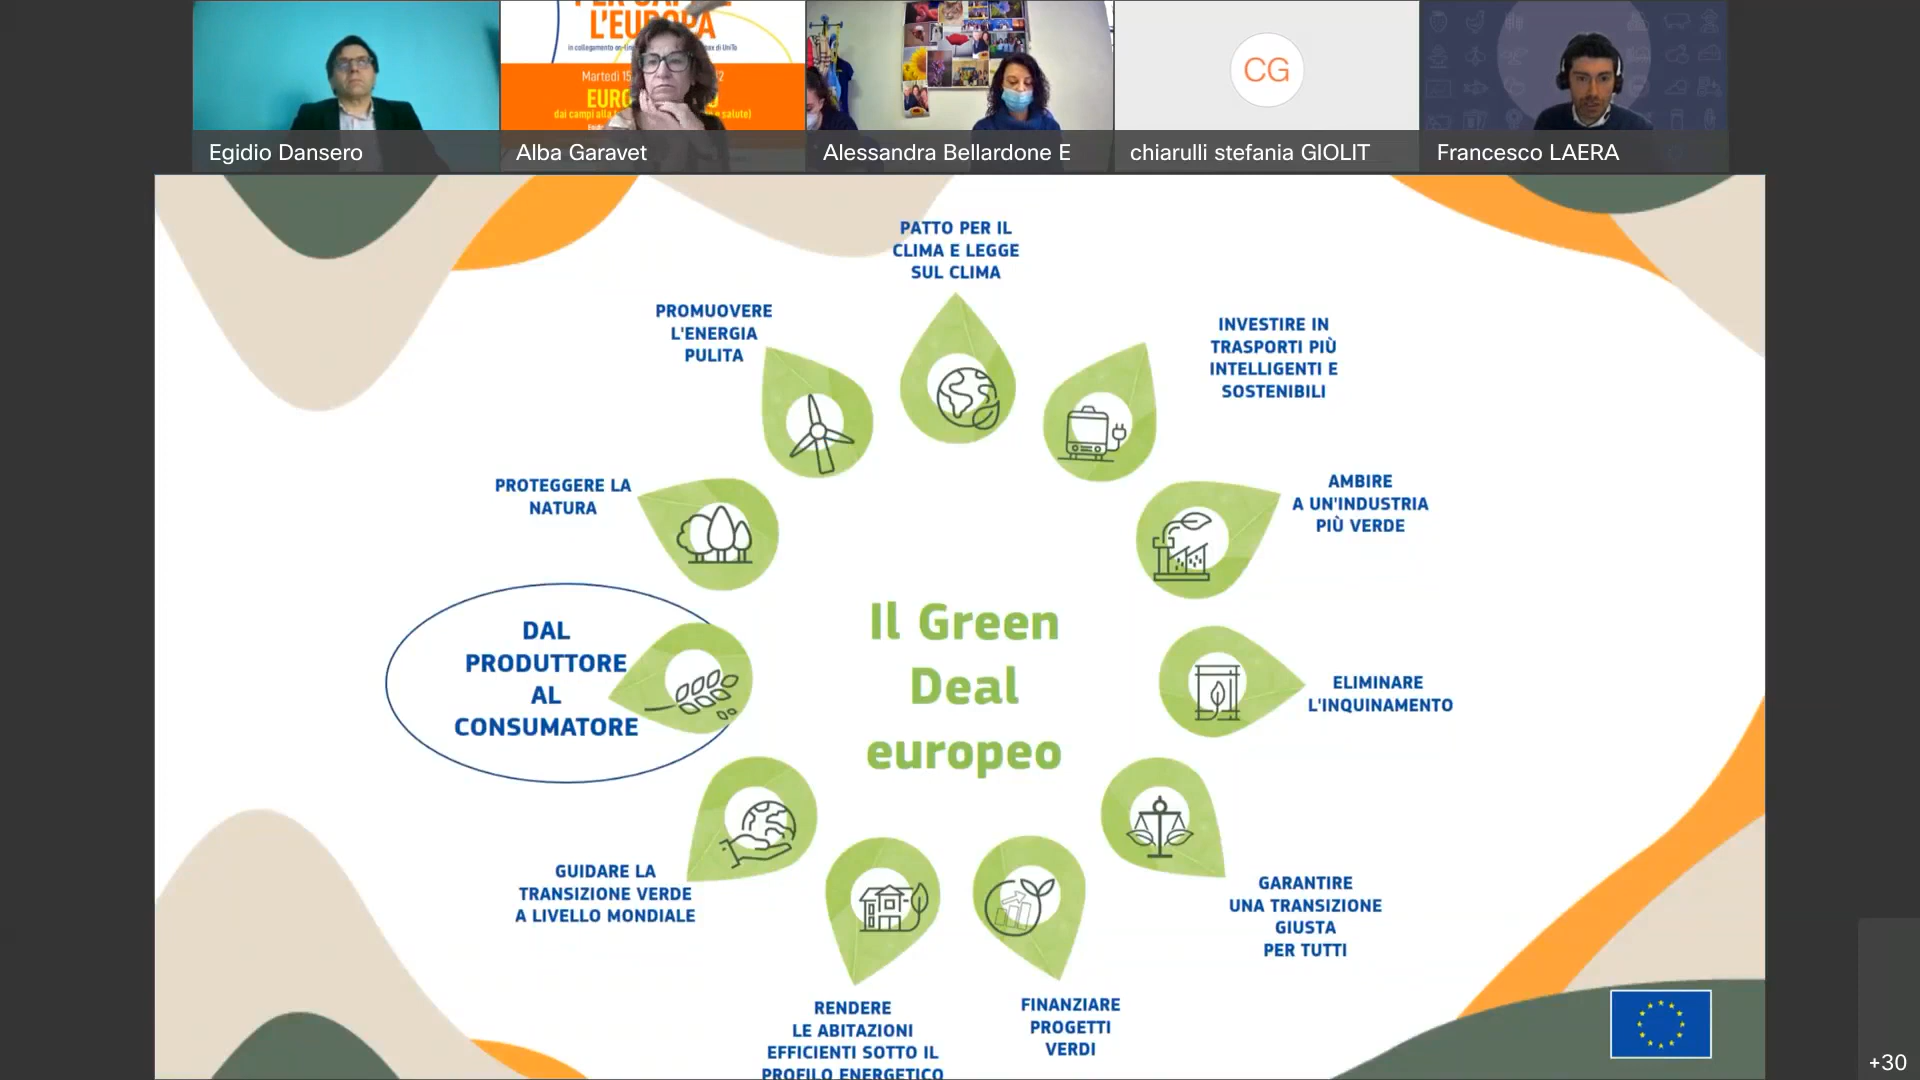 L'EUROPA
Martedì 15
EURO
Egidio Dansero
Alba Garavet
Alessandra Bellardone E
CG
chiarulli stefania GIOLIT
Francesco LAERA
PATTO PER IL
CLIMA E LEGGE
SUL CLIMA
PROMUOVERE
L'ENERGIA
PULITA
INVESTIRE IN
TRASPORTI PIÙ
INTELLIGENTI E
SOSTENIBILI
PROTEGGERE LA
NATURA
AMBIRE
A UN'INDUSTRIA
PIÙ VERDE
DAL
PRODUTTORE
AL
CONSUMATORE
Il Green
Deal
europeo
ELIMINARE
L'INQUINAMENTO
GUIDARE LA
TRANSIZIONE VERDE
A LIVELLO MONDIALE
GARANTIRE
UNA TRANSIZIONE
GIUSTA
PER TUTTI
RENDERE
LE ABITAZIONI
EFFICIENTI SOTTO IL
PROFILO ENERGETICO
FINANZIARE
PROGETTI
VERDI
+30